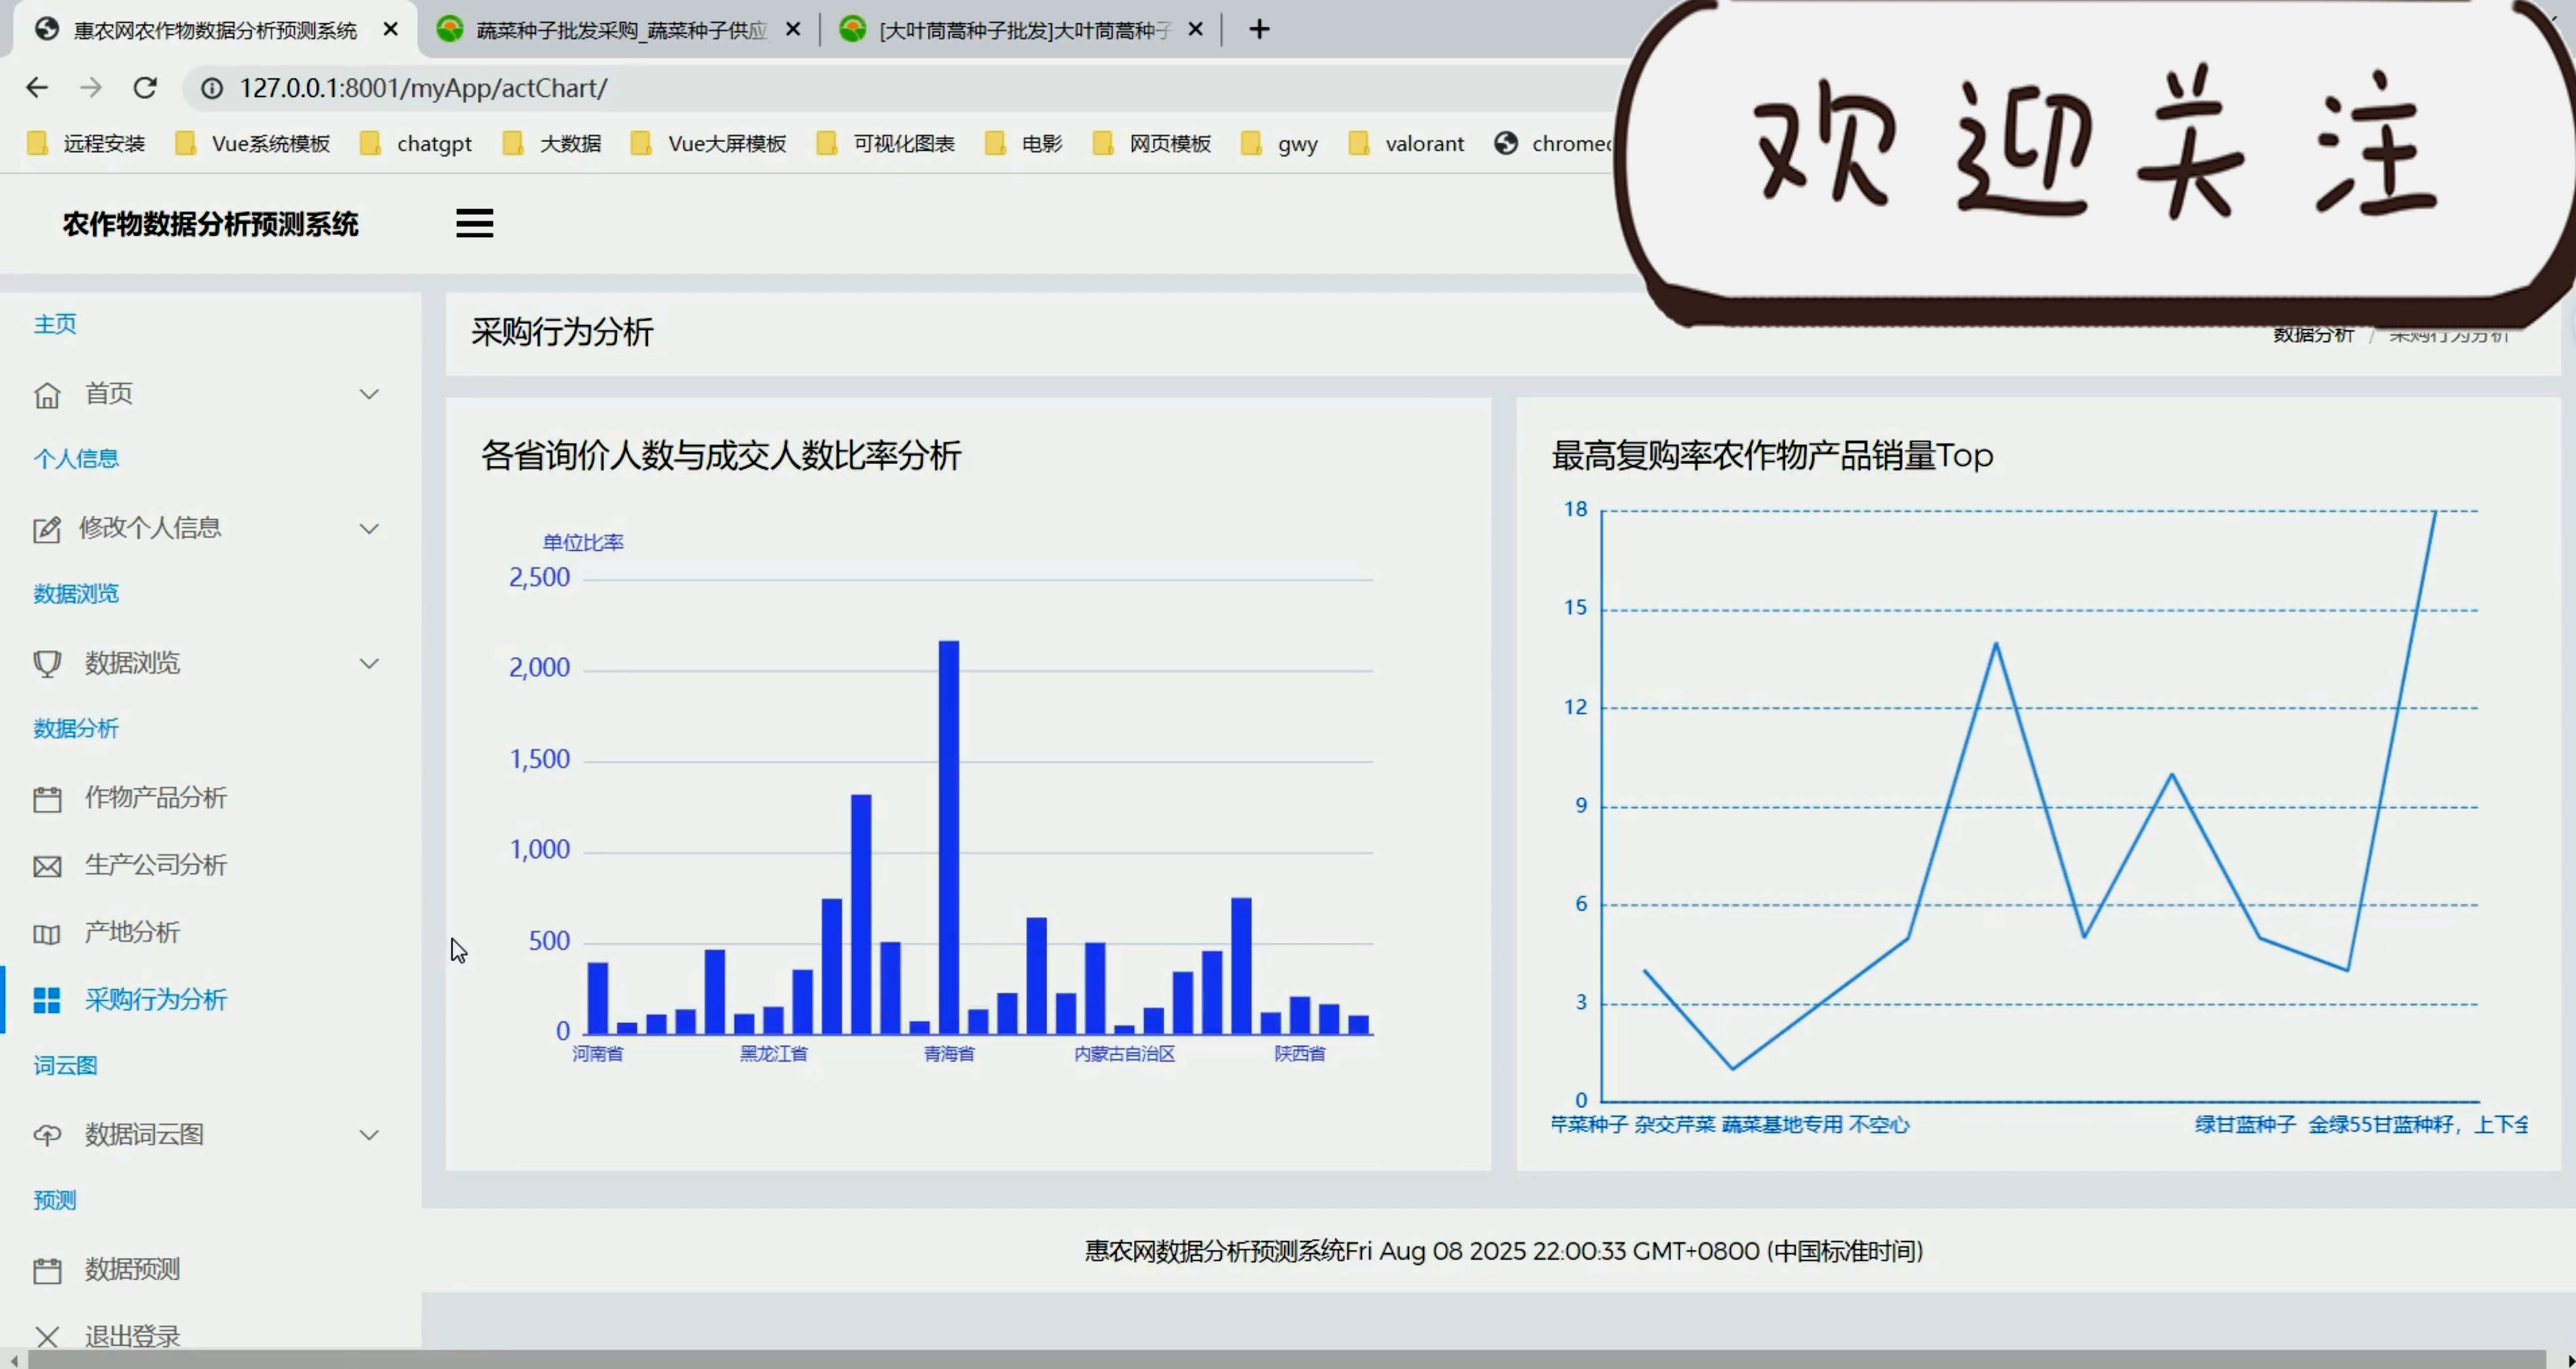 惠农网农作物数据分析预测系统
蔬菜种子批发采购_蔬菜种子供应
[大叶茼蒿种子批发]大叶茼蒿种子
127.0.0.1:8001/myApp/actChart/
远程安装 Vue系统模板 chatgpt 大数据 Vue大屏模板 可视化图表 电影 网页模板 gwy valorant
欢迎关注
农作物数据分析预测系统
主页
首页
个人信息
修改个人信息
数据浏览
数据浏览
数据分析
作物产品分析
生产公司分析
产地分析
采购行为分析
词云图
数据词云图
预测
数据预测
退出登录
采购行为分析
数据分析 / 采购行为分析
各省询价人数与成交人数比率分析
单位比率
2,500
2,000
1,500
1,000
500
0
河南省 黑龙江省 青海省 内蒙古自治区 陕西省
最高复购率农作物产品销量Top
18
15
12
9
6
3
0
芹菜种子 杂交芹菜 蔬菜基地专用 不空心
绿甘蓝种子 金绿55甘蓝种籽，上下全
惠农网数据分析预测系统Fri Aug 08 2025 22:00:33 GMT+0800 (中国标准时间)